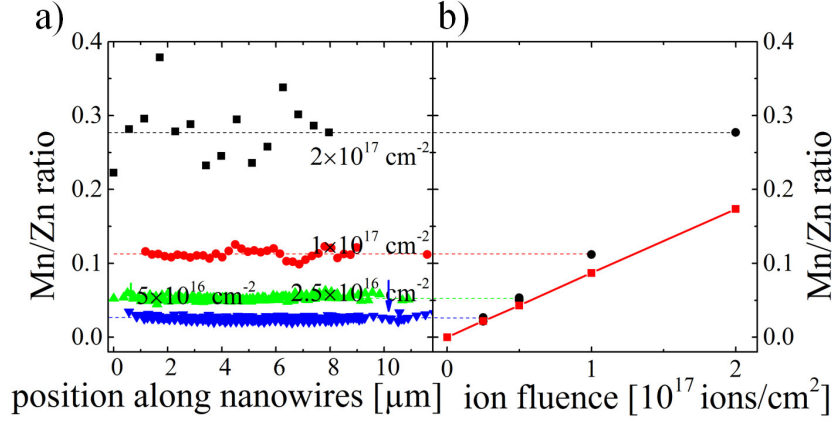 a)
b)
0.4
0.3
0.2
0.1
0.0
Mn/Zn ratio
2×10¹⁷ cm⁻²
1×10¹⁷ cm⁻²
5×10¹⁶ cm⁻²
2.5×10¹⁶ cm⁻²
0.4
0.3
0.2
0.1
0.0
Mn/Zn ratio
0 2 4 6 8 10
0 1 2
position along nanowires [μm]
ion fluence [10¹⁷ ions/cm²]